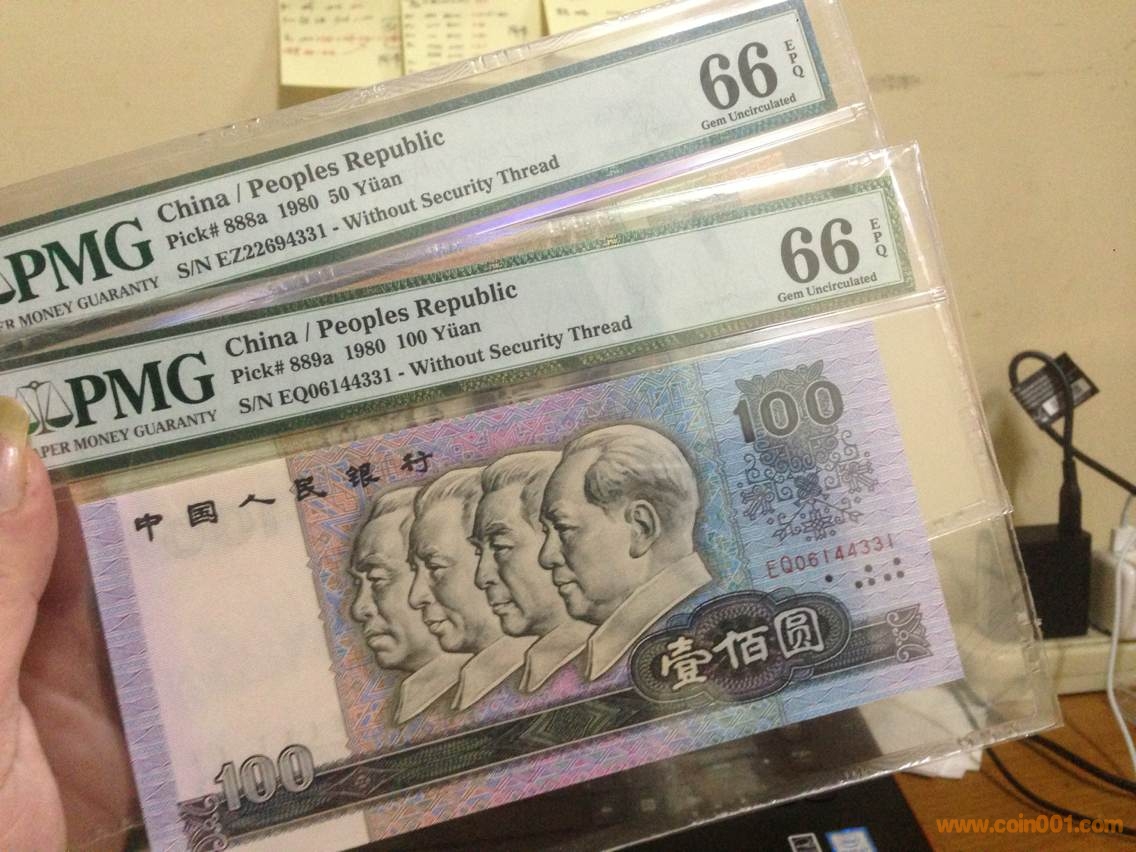 66
EPQ
Gem Uncirculated
China / Peoples Republic
Pick# 888a 1980 50 Yüan
S/N EZ22694331 - Without Security Thread
PMG
PER MONEY GUARANTY
66
EPQ
Gem Uncirculated
China / Peoples Republic
Pick# 889a 1980 100 Yüan
S/N EQ06144331 - Without Security Thread
PMG
PAPER MONEY GUARANTY
100
中国人民银行
EQ06144331
壹佰圆
100
www.coin001.com